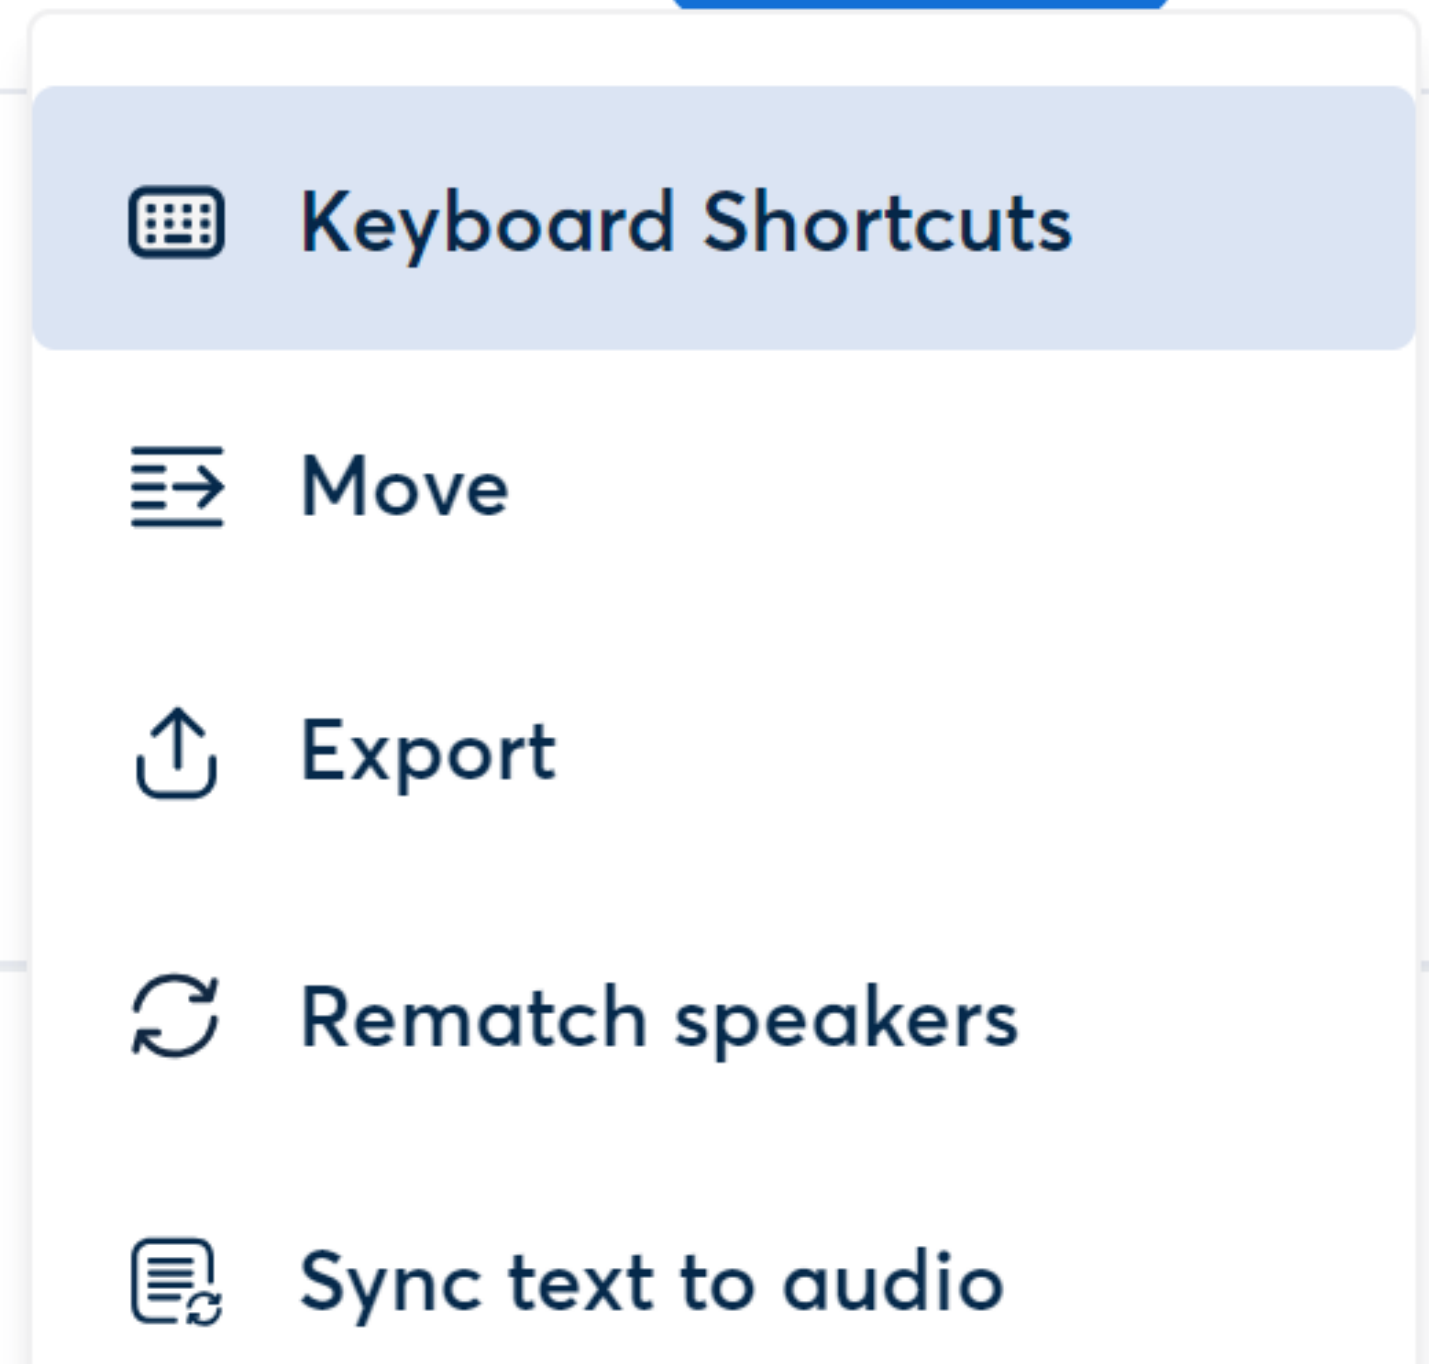 Keyboard Shortcuts
Move
Export
Rematch speakers
Sync text to audio